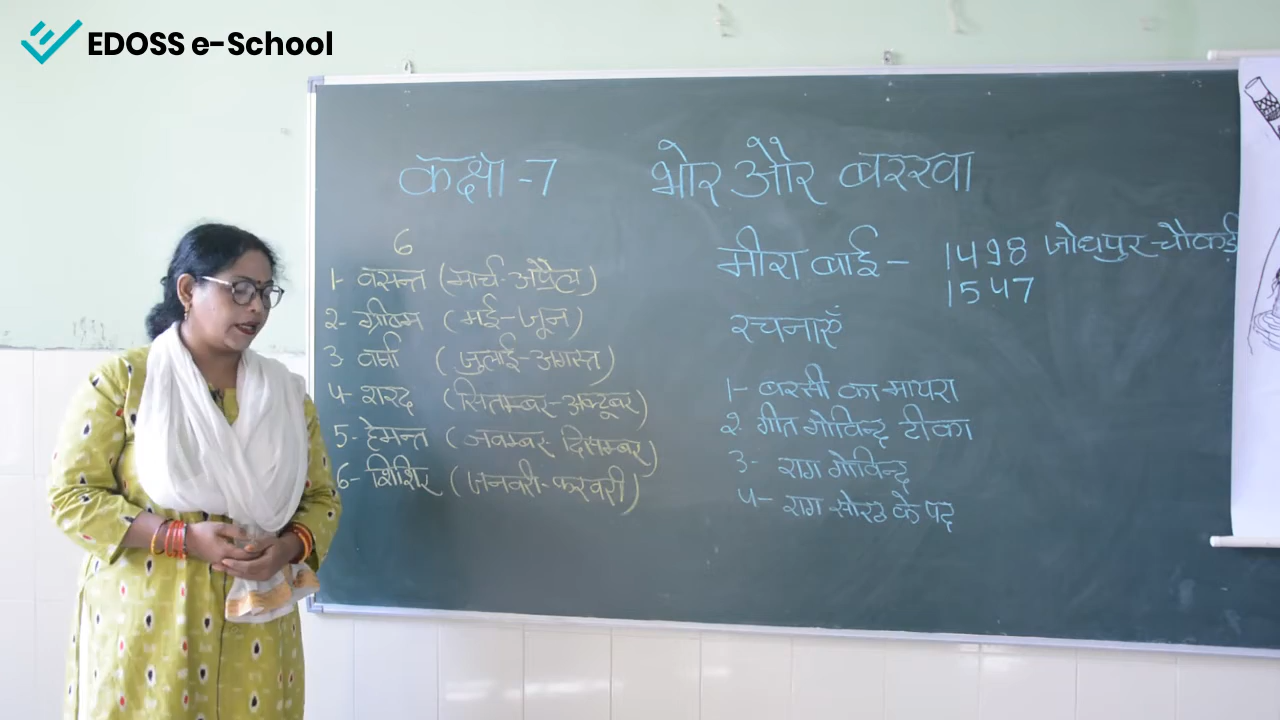 EDOSS e-School
कक्षा -7 भोर और बरखा
6
1- वसन्त (मार्च-अप्रैल)
2- ग्रीष्म (मई-जून)
3 वर्षा (जुलाई-अगस्त)
4- शरद (सितम्बर-अक्टूबर)
5- हेमन्त (नवम्बर-दिसम्बर)
6- शिशिर (जनवरी-फरवरी)
मीरा बाई - 1498 जोधपुर-चौकड़ी
1547
रचनाएँ
1- बरसी का मायरा
2- गीत गोविन्द टीका
3- राग गोविन्द
4- राग सोरठ के पद